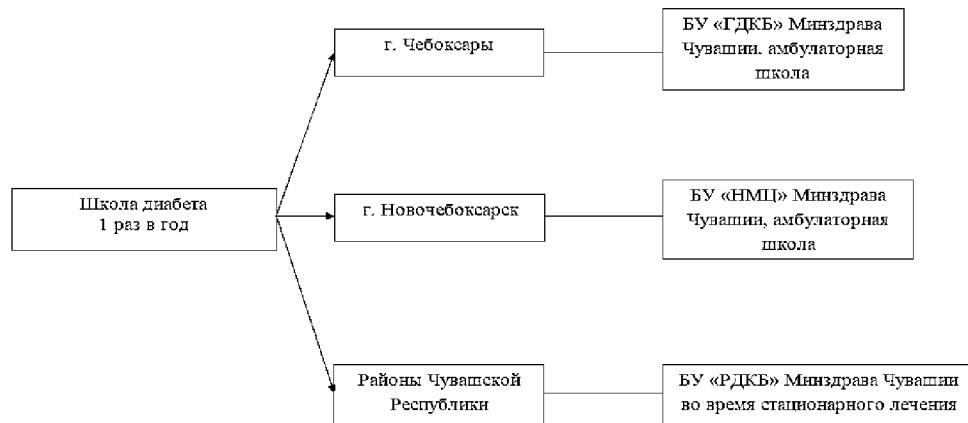 Школа диабета
1 раз в год
г. Чебоксары
БУ «ГДКБ» Минздрава
Чувашии, амбулаторная
школа
г. Новочебоксарск
БУ «НМЦ» Минздрава
Чувашии, амбулаторная
школа
Районы Чувашской
Республики
БУ «РДКБ» Минздрава Чувашии
во время стационарного лечения